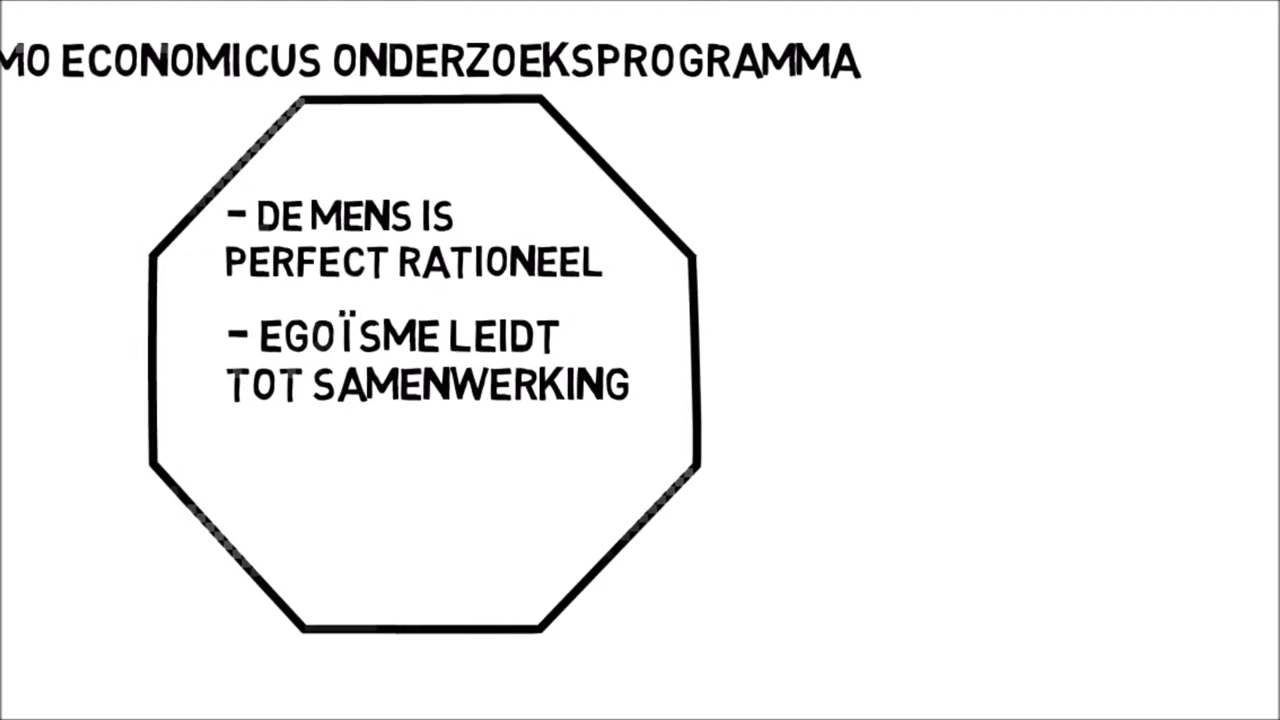 MO ECONOMICUS ONDERZOEKSPROGRAMMA
- DE MENS IS
PERFECT RATIONEEL
- EGOÏSME LEIDT
TOT SAMENWERKING